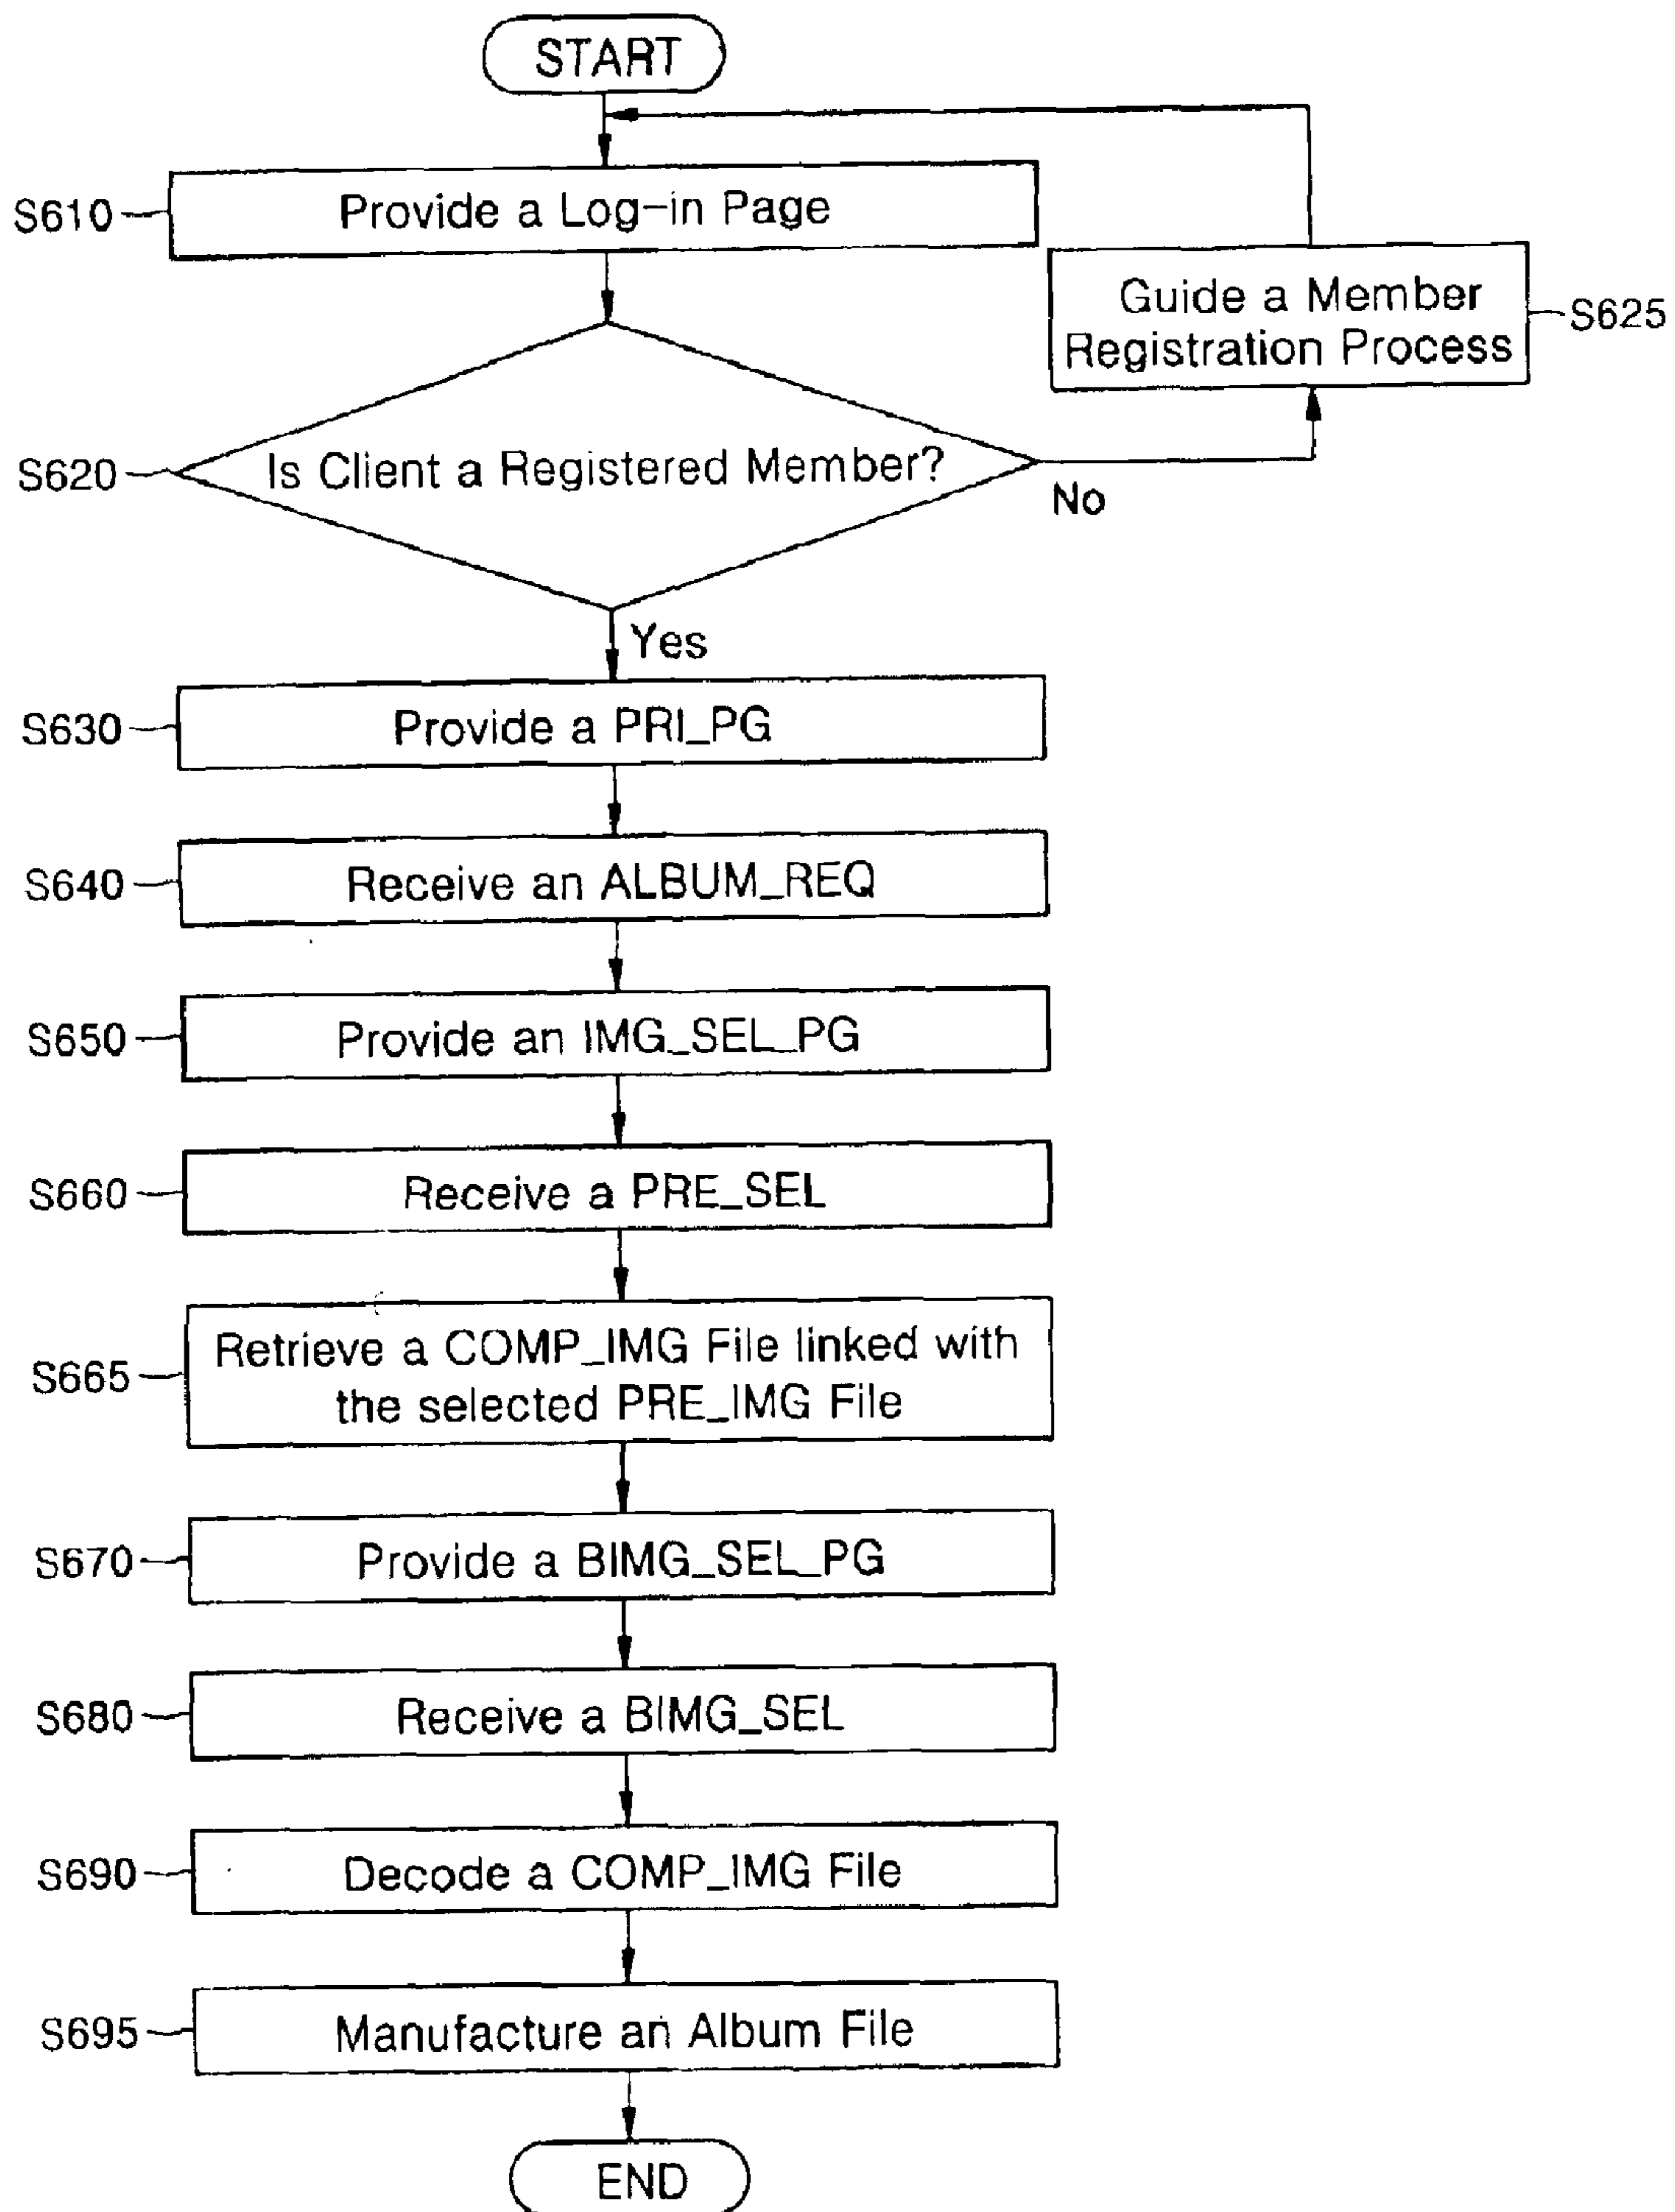 START
S610
Provide a Log-in Page
Guide a Member
Registration Process
S625
S620
Is Client a Registered Member?
No
Yes
S630
Provide a PRI_PG
S640
Receive an ALBUM_REQ
S650
Provide an IMG_SEL_PG
S660
Receive a PRE_SEL
S665
Retrieve a COMP_IMG File linked with
the selected PRE_IMG File
S670
Provide a BIMG_SEL_PG
S680
Receive a BIMG_SEL
S690
Decode a COMP_IMG File
S695
Manufacture an Album File
END